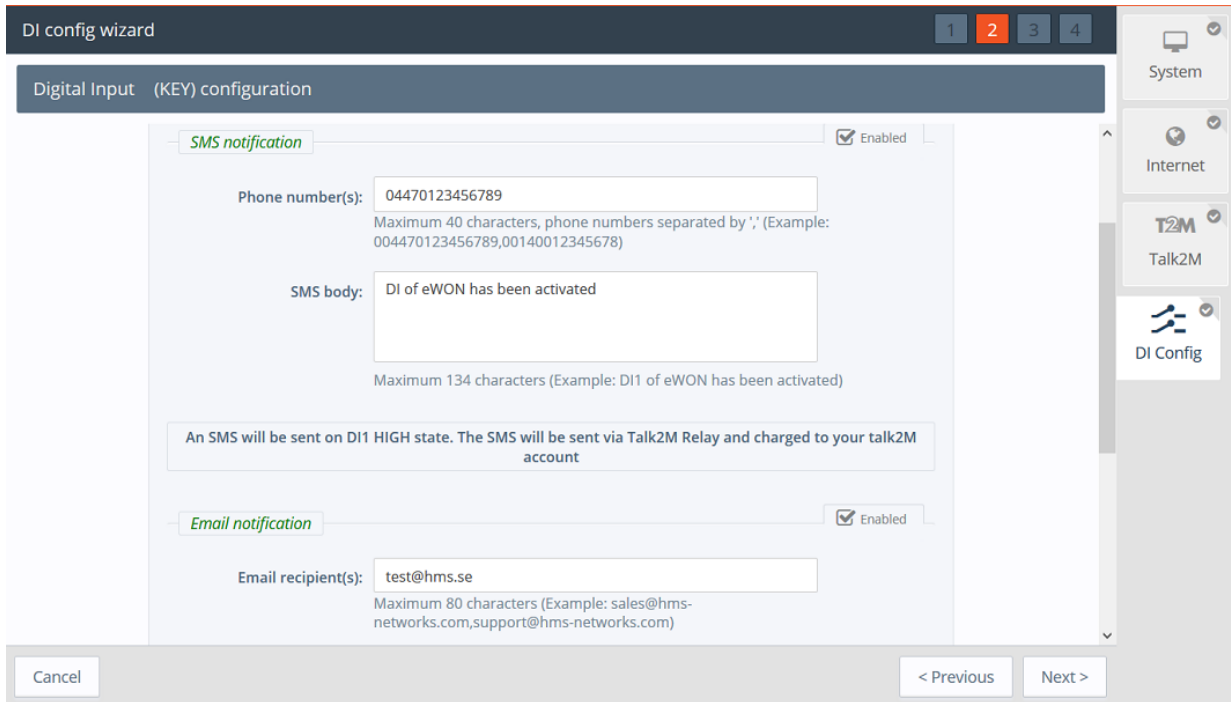 DI config wizard
1 2 3 4
Digital Input (KEY) configuration
SMS notification
Enabled
Phone number(s):
04470123456789
Maximum 40 characters, phone numbers separated by ',' (Example:
004470123456789,00140012345678)
SMS body:
DI of eWON has been activated
Maximum 134 characters (Example: DI1 of eWON has been activated)
An SMS will be sent on DI1 HIGH state. The SMS will be sent via Talk2M Relay and charged to your talk2M
account
Email notification
Enabled
Email recipient(s):
test@hms.se
Maximum 80 characters (Example: sales@hms-
networks.com,support@hms-networks.com)
Cancel
< Previous
Next >
System
Internet
T2M
Talk2M
DI Config